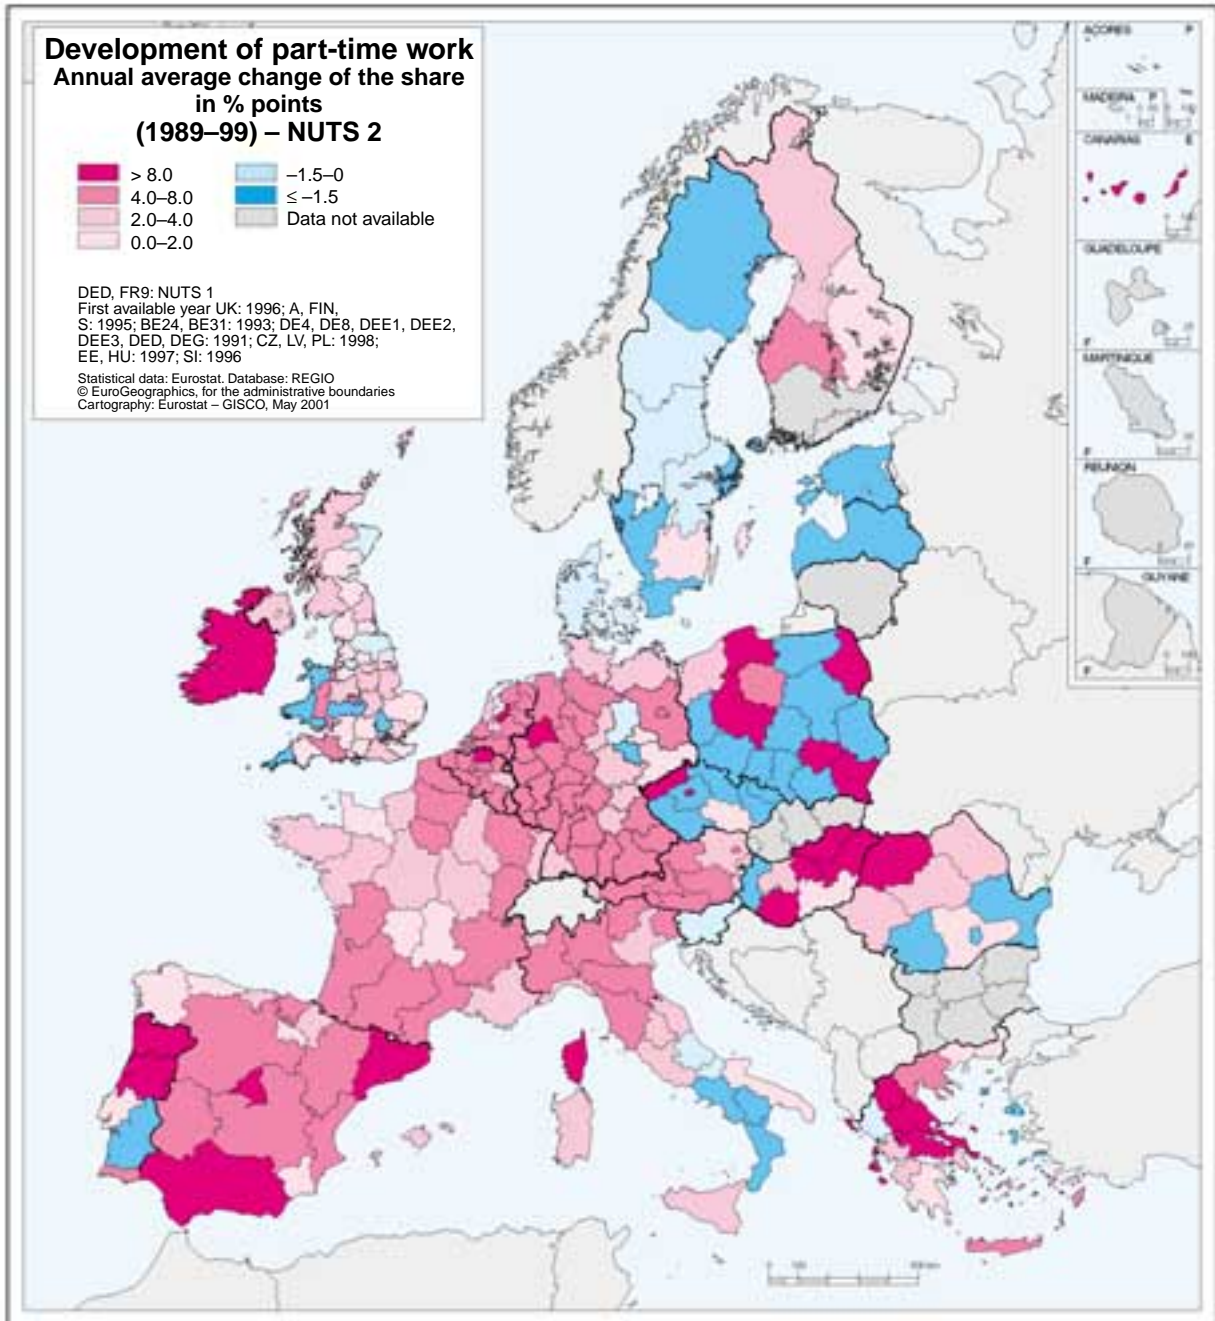 Development of part-time work
Annual average change of the share
in % points
(1989–99) – NUTS 2
> 8.0
4.0–8.0
2.0–4.0
0.0–2.0
–1.5–0
≤ –1.5
Data not available
DED, FR9: NUTS 1
First available year UK: 1996; A, FIN,
S: 1995; BE24, BE31: 1993; DE4, DE8, DEE1, DEE2,
DEE3, DED, DEG: 1991; CZ, LV, PL: 1998;
EE, HU: 1997; SI: 1996
Statistical data: Eurostat. Database: REGIO
© EuroGeographics, for the administrative boundaries
Cartography: Eurostat – GISCO, May 2001
AÇORES P
MADEIRA P
CANARIAS E
GUADELOUPE
F
MARTINIQUE
F
RÉUNION
F
GUYANE
F